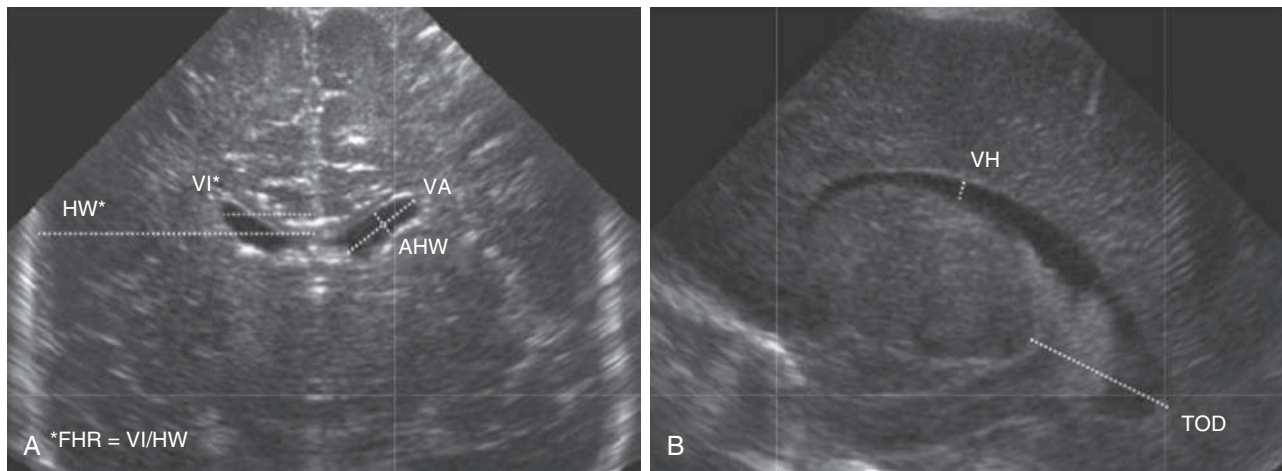 VI*
HW*
VA
AHW
A *FHR = VI/HW
VH
TOD
B